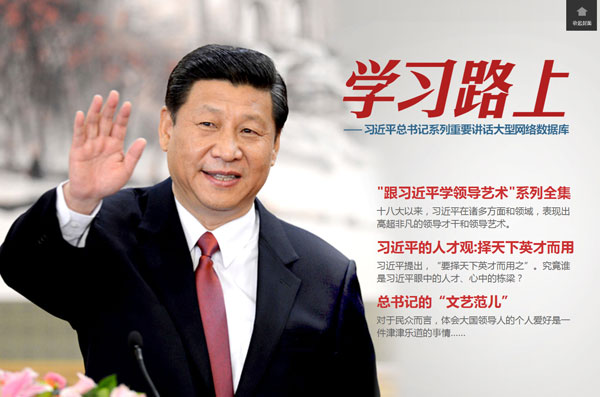 收起封面
学习路上
——习近平总书记系列重要讲话大型网络数据库
"跟习近平学领导艺术"系列全集
十八大以来，习近平在诸多方面和领域，表现出
高超非凡的领导才干和领导艺术。
习近平的人才观:择天下英才而用
习近平提出，“要择天下英才而用之”。究竟谁
是习近平眼中的人才、心中的栋梁？
总书记的“文艺范儿”
对于民众而言，体会大国领导人的个人爱好是一
件津津乐道的事情......